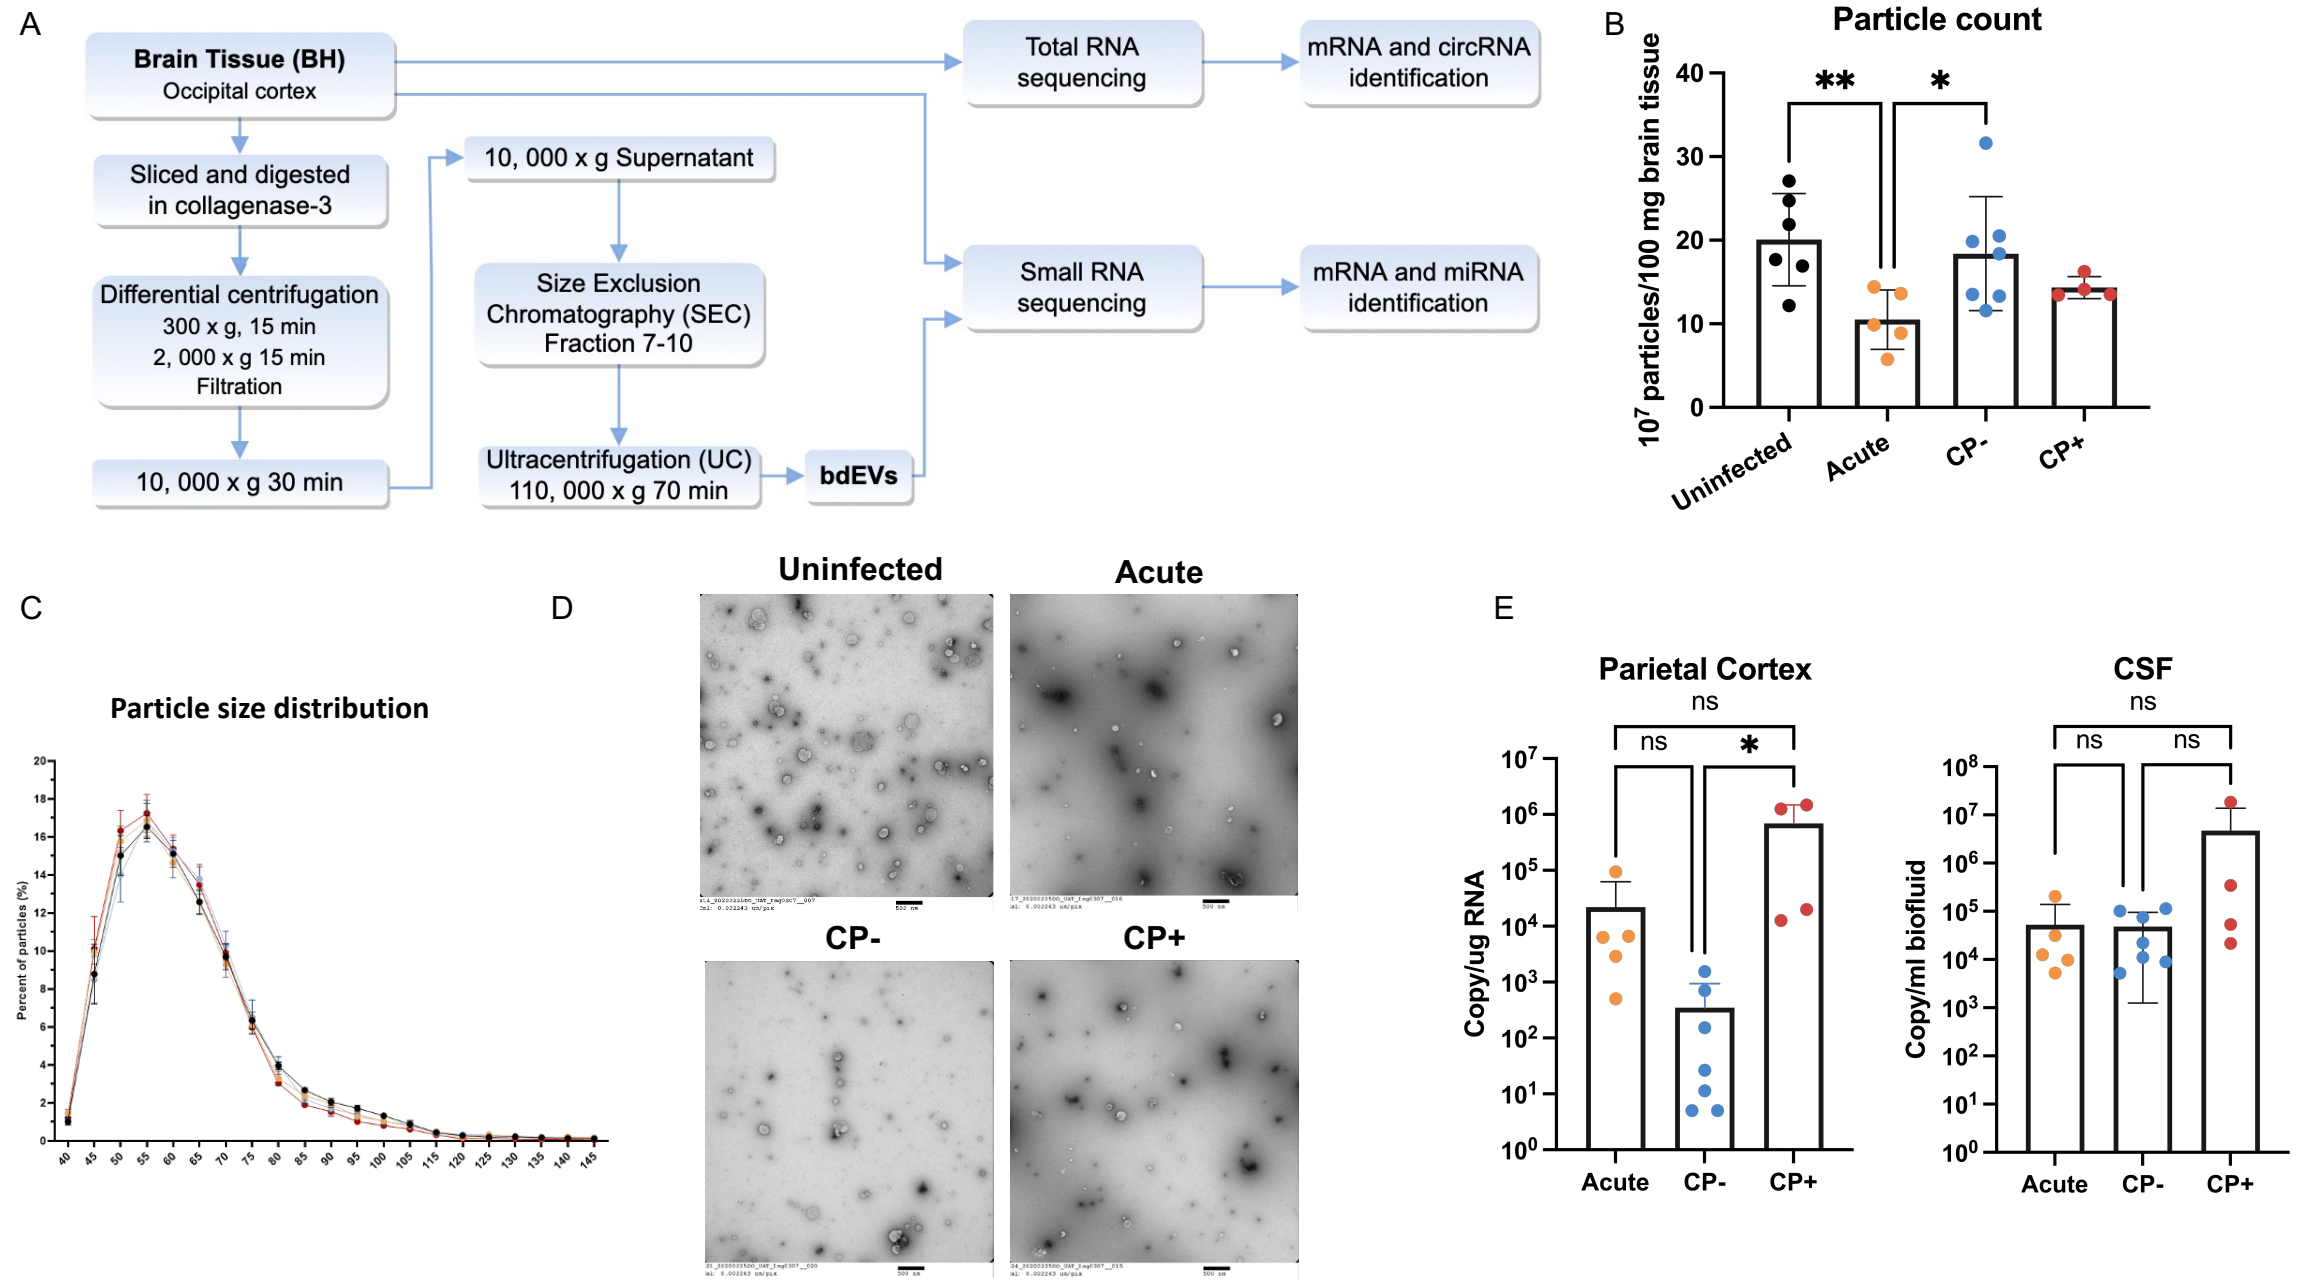 A
Brain Tissue (BH)
Occipital cortex
Sliced and digested
in collagenase-3
Differential centrifugation
300 x g, 15 min
2, 000 x g 15 min
Filtration
10, 000 x g 30 min
10, 000 x g Supernatant
Size Exclusion
Chromatography (SEC)
Fraction 7-10
Ultracentrifugation (UC)
110, 000 x g 70 min
bdEVs
Total RNA
sequencing
mRNA and circRNA
identification
Small RNA
sequencing
mRNA and miRNA
identification
B
Particle count
10⁷ particles/100 mg brain tissue
40
30
20
10
0
** *
Uninfected
Acute
CP-
CP+
C
Particle size distribution
Percent of particles (%)
20
18
16
14
12
10
8
6
4
2
0
40 45 50 55 60 65 70 75 80 85 90 95 100 105 115 120 125 130 135 140 145
D
Uninfected
Acute
500 nm
500 nm
CP-
CP+
500 nm
500 nm
E
Parietal Cortex
ns
ns *
Copy/ug RNA
10⁷
10⁶
10⁵
10⁴
10³
10²
10¹
10⁰
Acute CP- CP+
CSF
ns
ns ns
Copy/ml biofluid
10⁸
10⁷
10⁶
10⁵
10⁴
10³
10²
10¹
10⁰
Acute CP- CP+